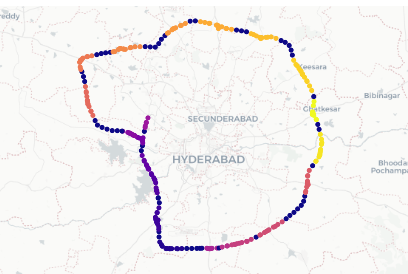 reddy
Keesara
Bibinagar
Ghatkesar
SECUNDERABAD
HYDERABAD
Bhooda
Pochamp